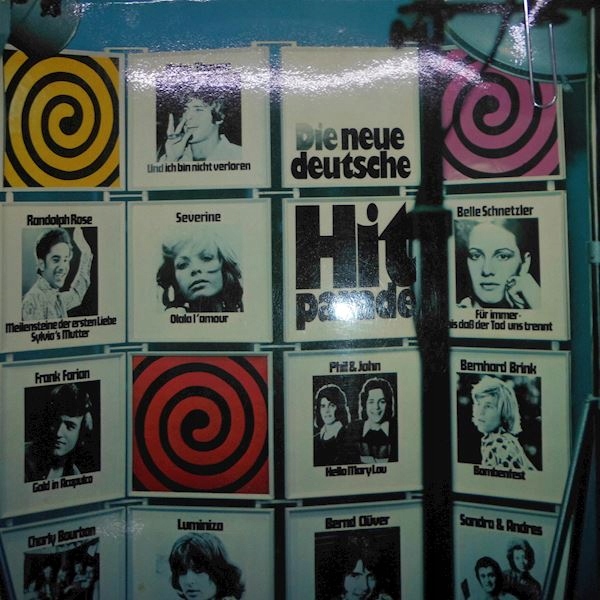 Und ich bin nicht verloren
Die neue
deutsche
Randolph Rose
Meilensteine der ersten Liebe
Sylvia's Mutter
Severine
Olala l'amour
Hit
parade
Belle Schnetzler
Für immer-
bis daß der Tod uns trennt
Frank Farian
Gold in Acapulco
Phil & John
Hello Mary Lou
Bernhard Brink
Bombenfest
Charly Bourbon
Luminiza
Bernd Clüver
Sandra & Andres